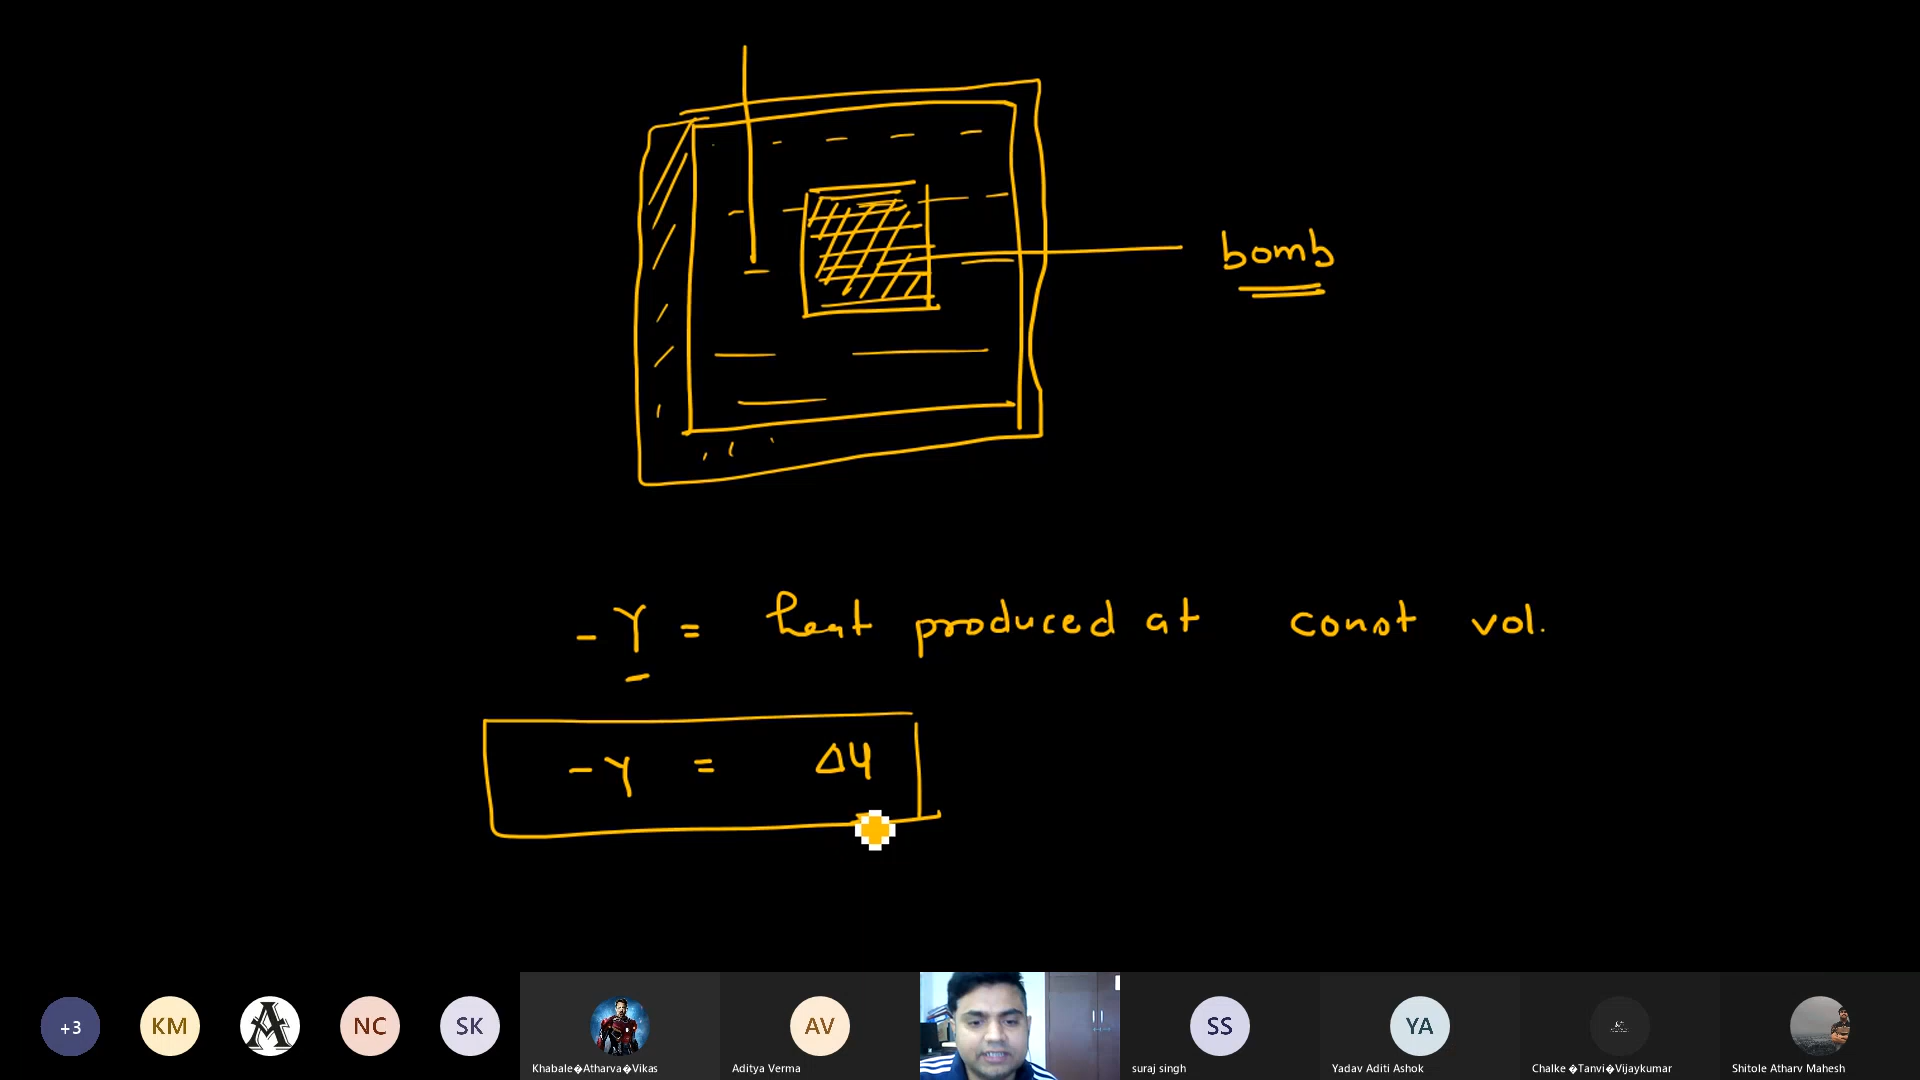 bomb
- Y = heat produced at const vol.
- Y = ΔU
+3
KM
NC
SK
AV
SS
YA
Khabale�Atharva�Vikas
Aditya Verma
suraj singh
Yadav Aditi Ashok
Chalke �Tanvi�Vijaykumar
Shitole Atharv Mahesh